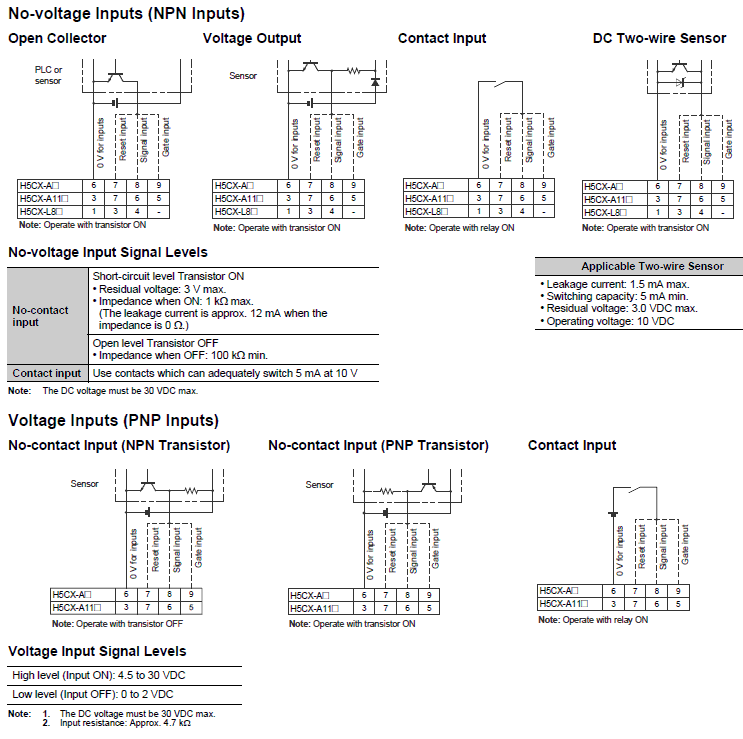 No-voltage Inputs (NPN Inputs)
Open Collector
PLC or
sensor
0 V for inputs
Reset input
Signal input
Gate input
H5CX-A□ 6 7 8 9
H5CX-A11□ 3 7 6 5
H5CX-L8□ 1 3 4 -
Note: Operate with transistor ON
Voltage Output
Sensor
0 V for inputs
Reset input
Signal input
Gate input
H5CX-A□ 6 7 8 9
H5CX-A11□ 3 7 6 5
H5CX-L8□ 1 3 4 -
Note: Operate with transistor ON
Contact Input
0 V for inputs
Reset input
Signal input
Gate input
H5CX-A□ 6 7 8 9
H5CX-A11□ 3 7 6 5
H5CX-L8□ 1 3 4 -
Note: Operate with relay ON
DC Two-wire Sensor
0 V for inputs
Reset input
Signal input
Gate input
H5CX-A□ 6 7 8 9
H5CX-A11□ 3 7 6 5
H5CX-L8□ 1 3 4 -
Note: Operate with transistor ON
No-voltage Input Signal Levels
No-contact
input
Short-circuit level Transistor ON
• Residual voltage: 3 V max.
• Impedance when ON: 1 kΩ max.
(The leakage current is approx. 12 mA when the
impedance is 0 Ω.)
Open level Transistor OFF
• Impedance when OFF: 100 kΩ min.
Contact input Use contacts which can adequately switch 5 mA at 10 V
Note: The DC voltage must be 30 VDC max.
Applicable Two-wire Sensor
• Leakage current: 1.5 mA max.
• Switching capacity: 5 mA min.
• Residual voltage: 3.0 VDC max.
• Operating voltage: 10 VDC
Voltage Inputs (PNP Inputs)
No-contact Input (NPN Transistor)
Sensor
0 V for inputs
Reset input
Signal input
Gate input
H5CX-A□ 6 7 8 9
H5CX-A11□ 3 7 6 5
Note: Operate with transistor OFF
No-contact Input (PNP Transistor)
Sensor
0 V for inputs
Reset input
Signal input
Gate input
H5CX-A□ 6 7 8 9
H5CX-A11□ 3 7 6 5
Note: Operate with transistor ON
Contact Input
0 V for inputs
Reset input
Signal input
Gate input
H5CX-A□ 6 7 8 9
H5CX-A11□ 3 7 6 5
Note: Operate with relay ON
Voltage Input Signal Levels
High level (Input ON): 4.5 to 30 VDC
Low level (Input OFF): 0 to 2 VDC
Note: 1. The DC voltage must be 30 VDC max.
2. Input resistance: Approx. 4.7 kΩ